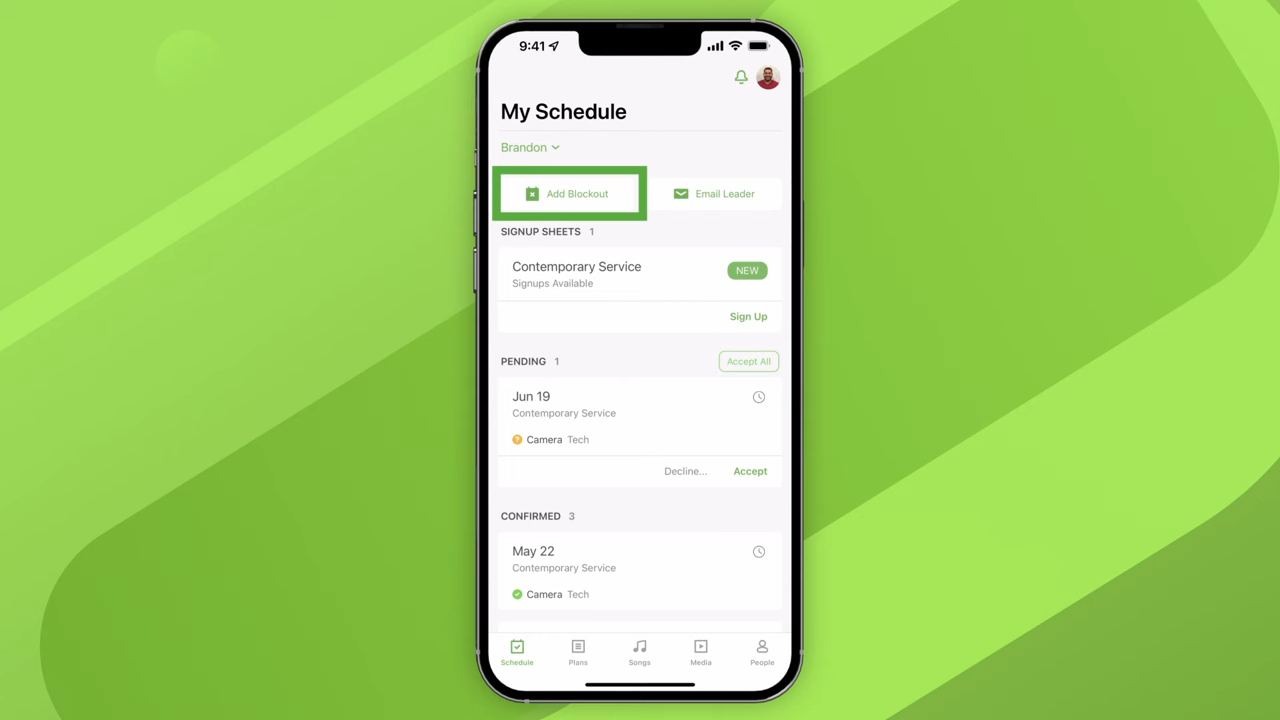 9:41
My Schedule
Brandon
Add Blockout
Email Leader
SIGNUP SHEETS 1
Contemporary Service
NEW
Signups Available
Sign Up
PENDING 1
Accept All
Jun 19
Contemporary Service
? Camera Tech
Decline... Accept
CONFIRMED 3
May 22
Contemporary Service
Camera Tech
Schedule Plans Songs Media People